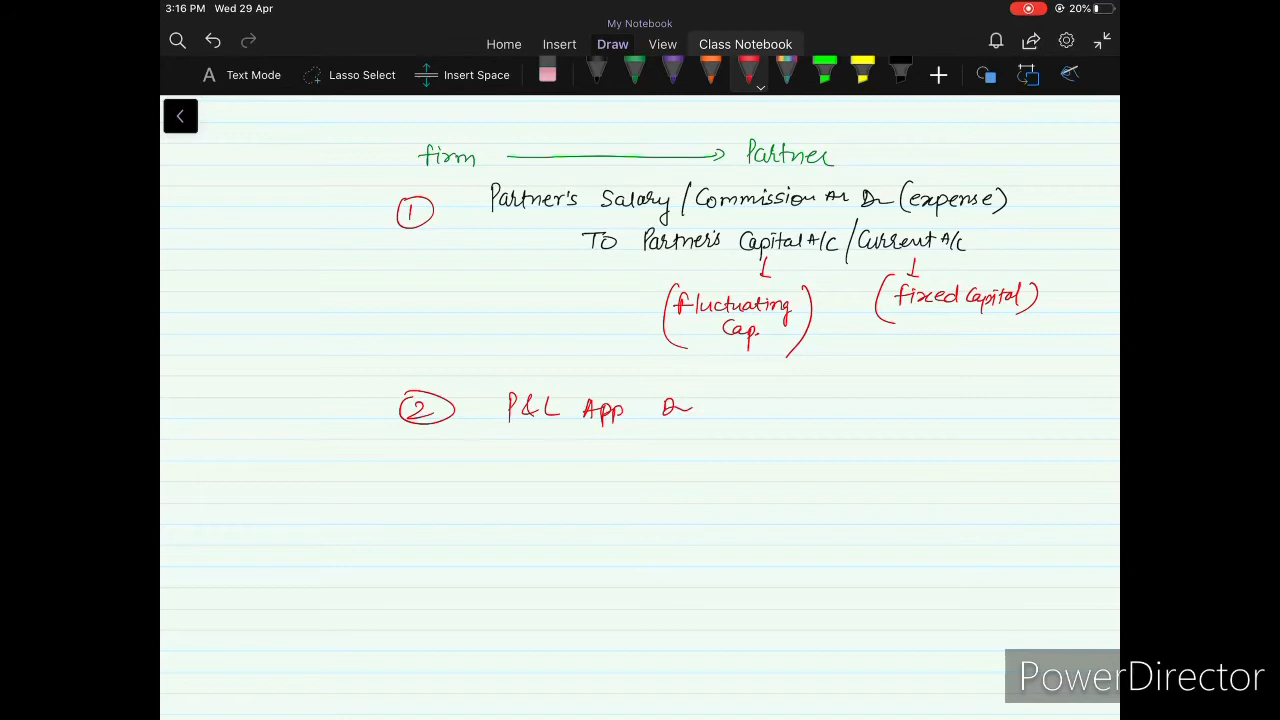 3:16 PM Wed 29 Apr
20%
My Notebook
Home Insert Draw View Class Notebook
A Text Mode Lasso Select Insert Space
firm Partner
1 Partner's Salary/Commission A/c Dr (expense)
To Partner's Capital A/C/Current A/C
(fluctuating (fixed Capital)
Cap.)
2 P&L App Dr
PowerDirector